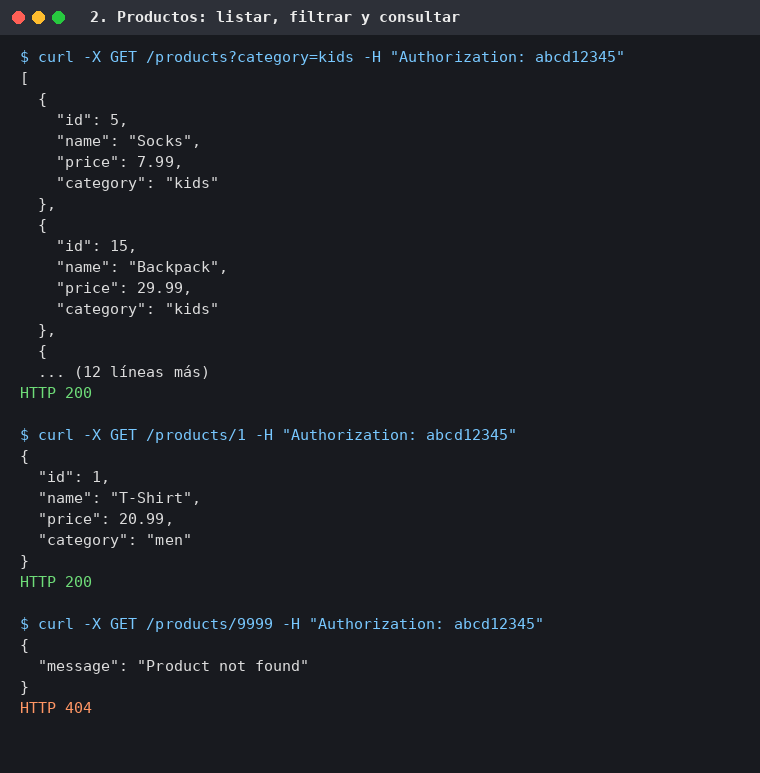 2. Productos: listar, filtrar y consultar
$ curl -X GET /products?category=kids -H "Authorization: abcd12345"
[
  {
    "id": 5,
    "name": "Socks",
    "price": 7.99,
    "category": "kids"
  },
  {
    "id": 15,
    "name": "Backpack",
    "price": 29.99,
    "category": "kids"
  },
  {
  ... (12 líneas más)
HTTP 200
$ curl -X GET /products/1 -H "Authorization: abcd12345"
{
  "id": 1,
  "name": "T-Shirt",
  "price": 20.99,
  "category": "men"
}
HTTP 200
$ curl -X GET /products/9999 -H "Authorization: abcd12345"
{
  "message": "Product not found"
}
HTTP 404